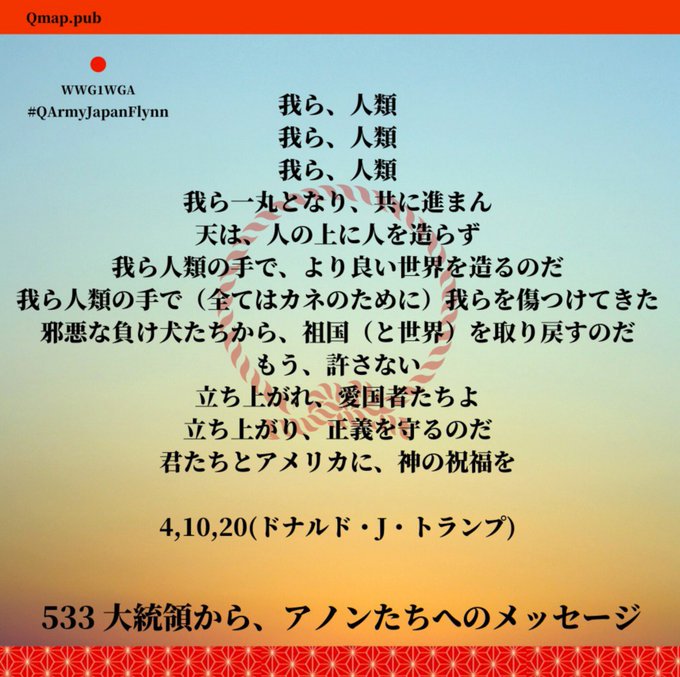 Qmap.pub
WWG1WGA
#QArmyJapanFlynn
我ら、人類
我ら、人類
我ら、人類
我ら一丸となり、共に進まん
天は、人の上に人を造らず
我ら人類の手で、より良い世界を造るのだ
我ら人類の手で（全てはカネのために）我らを傷つけてきた
邪悪な負け犬たちから、祖国（と世界）を取り戻すのだ
もう、許さない
立ち上がれ、愛国者たちよ
立ち上がり、正義を守るのだ
君たちとアメリカに、神の祝福を
4,10,20(ドナルド・J・トランプ)
533 大統領から、アノンたちへのメッセージ